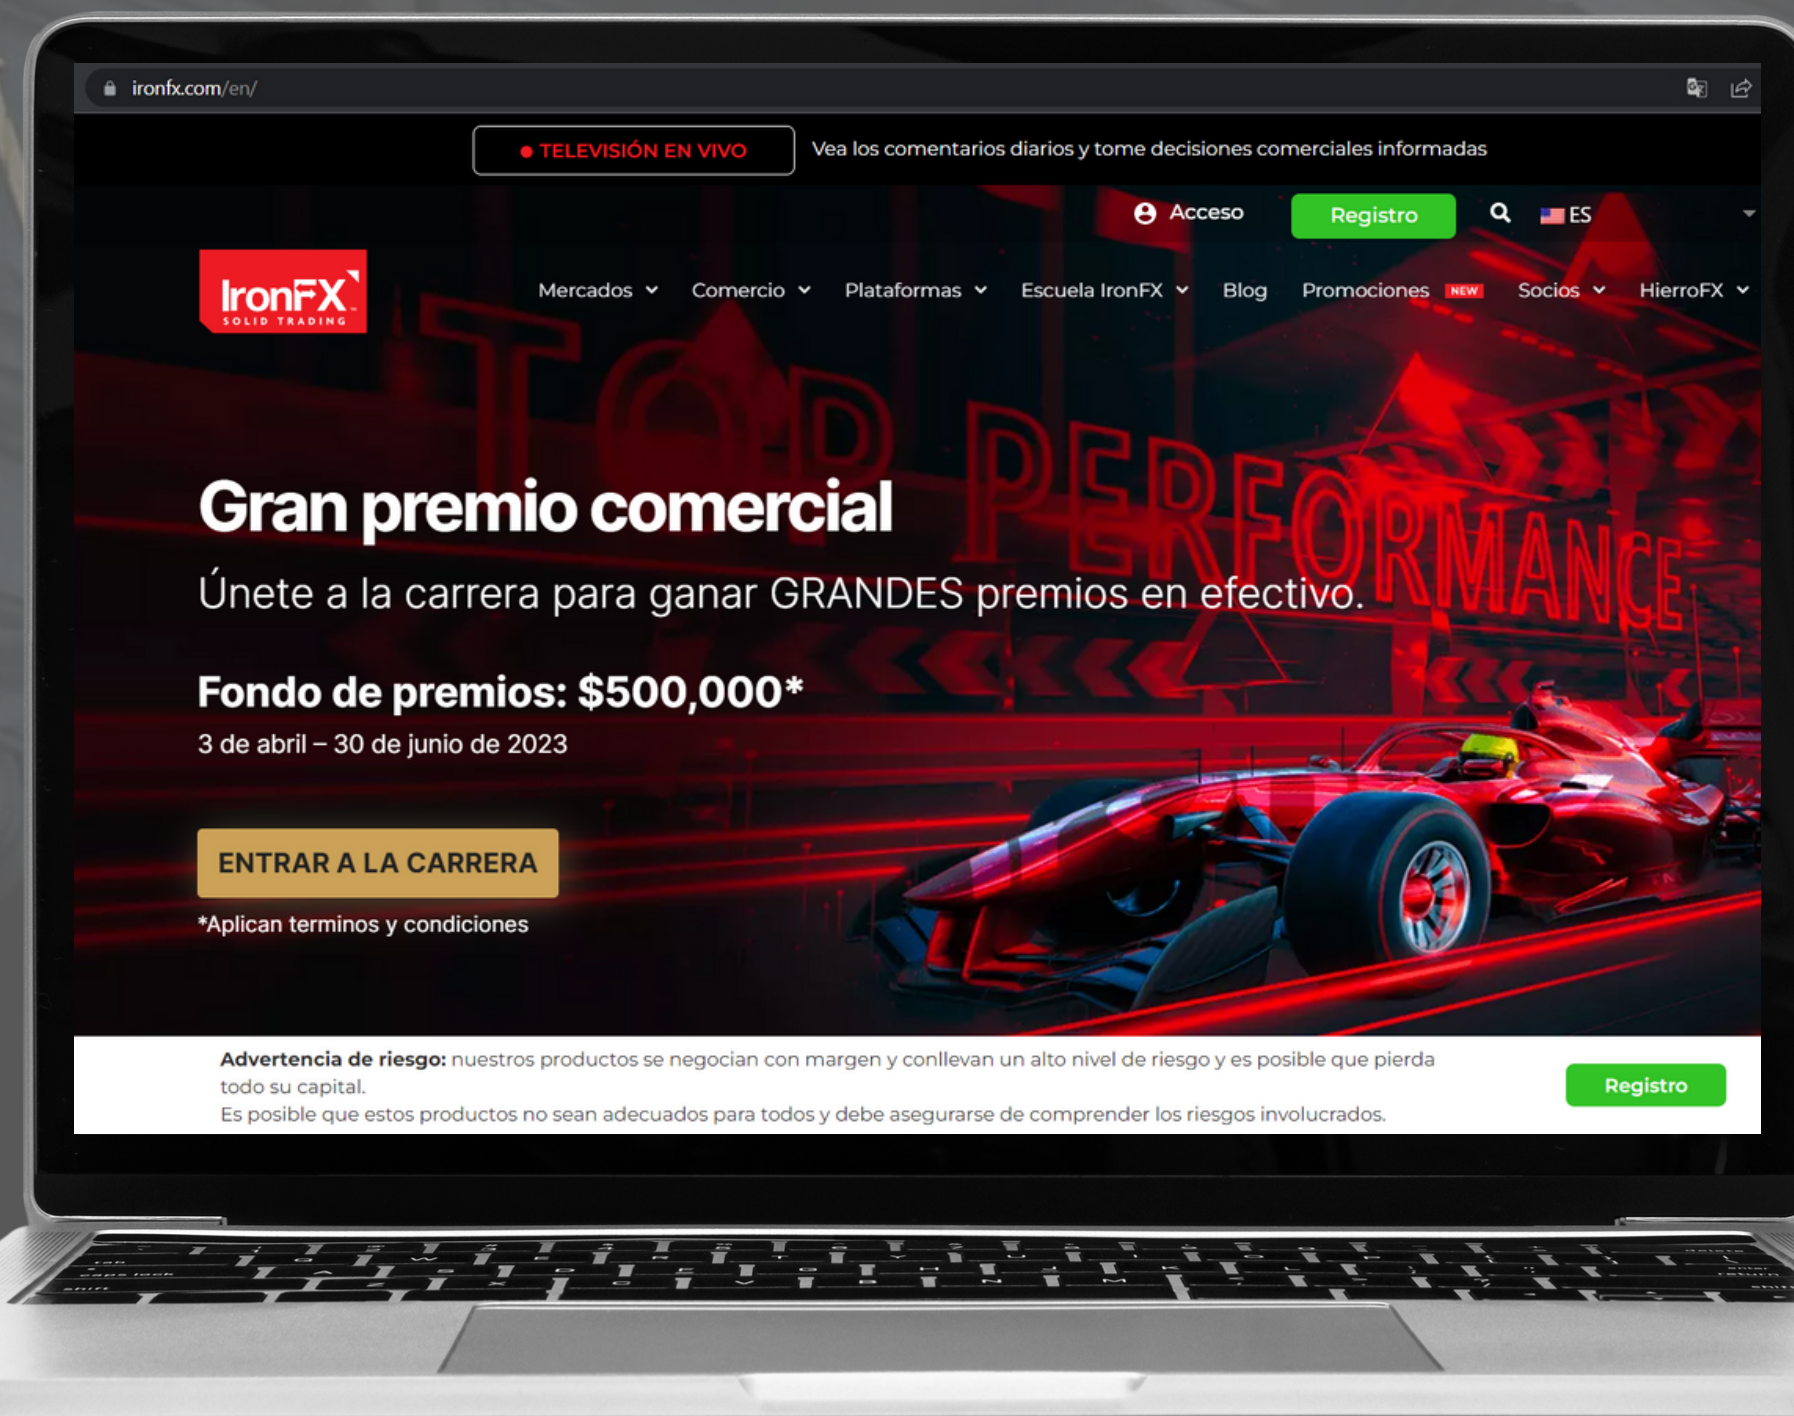 ironfx.com/en/
TELEVISIÓN EN VIVO
Vea los comentarios diarios y tome decisiones comerciales informadas
Acceso
Registro
ES
IronFX
SOLID TRADING
Mercados
Comercio
Plataformas
Escuela IronFX
Blog
Promociones NEW
Socios
HierroFX
TOP PERFORMANCE
Gran premio comercial
Únete a la carrera para ganar GRANDES premios en efectivo.
Fondo de premios: $500,000*
3 de abril – 30 de junio de 2023
ENTRAR A LA CARRERA
*Aplican terminos y condiciones
Advertencia de riesgo: nuestros productos se negocian con margen y conllevan un alto nivel de riesgo y es posible que pierda
todo su capital.
Es posible que estos productos no sean adecuados para todos y debe asegurarse de comprender los riesgos involucrados.
Registro